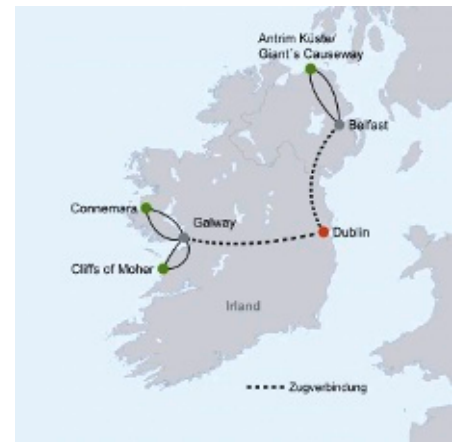 Antrim Küste/
Giant´s Causeway
Belfast
Connemara
Galway
Dublin
Cliffs of Moher
Irland
Zugverbindung